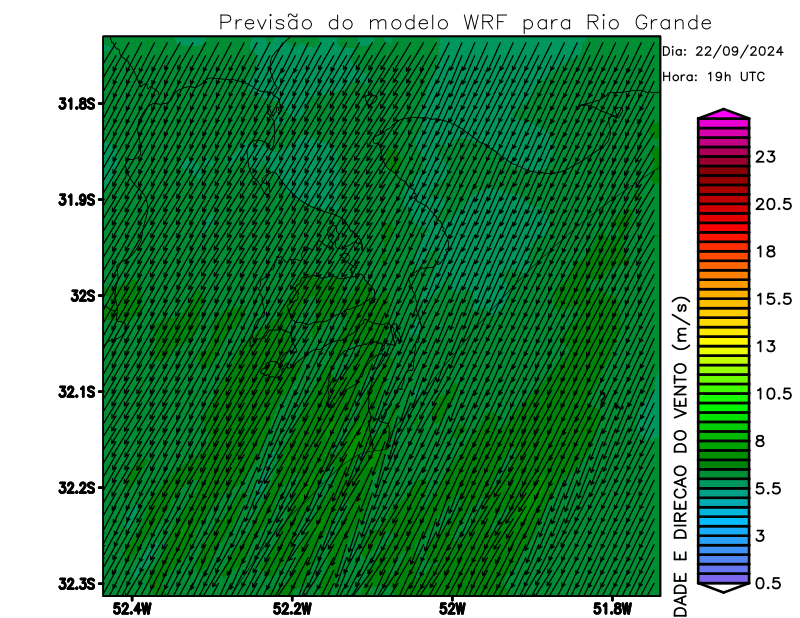 Previsão do modelo WRF para Rio Grande
Dia: 22/09/2024
Hora: 19h UTC
31.8S
31.9S
32S
32.1S
32.2S
32.3S
52.4W
52.2W
52W
51.8W
23
20.5
18
15.5
13
10.5
8
5.5
3
0.5
DADE E DIRECAO DO VENTO (m/s)